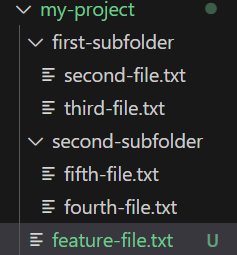 my-project
first-subfolder
second-file.txt
third-file.txt
second-subfolder
fifth-file.txt
fourth-file.txt
feature-file.txt U